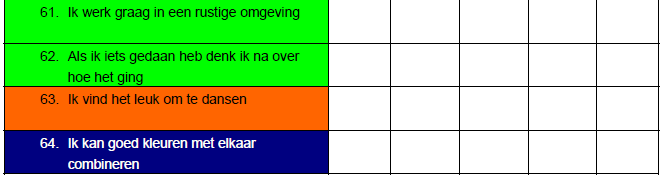 61. Ik werk graag in een rustige omgeving
62. Als ik iets gedaan heb denk ik na over
hoe het ging
63. Ik vind het leuk om te dansen
64. Ik kan goed kleuren met elkaar
combineren